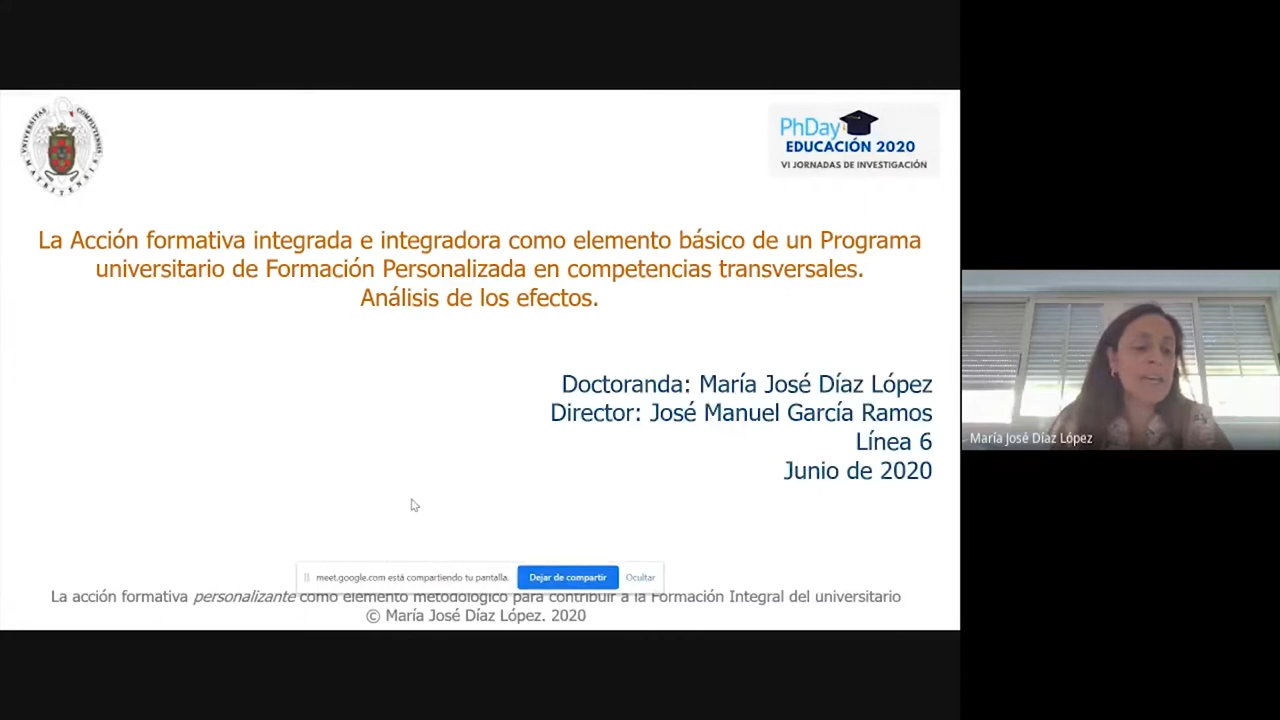 UNIVERSITAS COMPLUTENSIS MATRITENSIS
PhDay
EDUCACIÓN 2020
VI JORNADAS DE INVESTIGACIÓN
La Acción formativa integrada e integradora como elemento básico de un Programa
universitario de Formación Personalizada en competencias transversales.
Análisis de los efectos.
Doctoranda: María José Díaz López
Director: José Manuel García Ramos
Línea 6
Junio de 2020
María José Díaz López
meet.google.com está compartiendo tu pantalla.
Dejar de compartir
Ocultar
La acción formativa personalizante como elemento metodológico para contribuir a la Formación Integral del universitario
© María José Díaz López. 2020